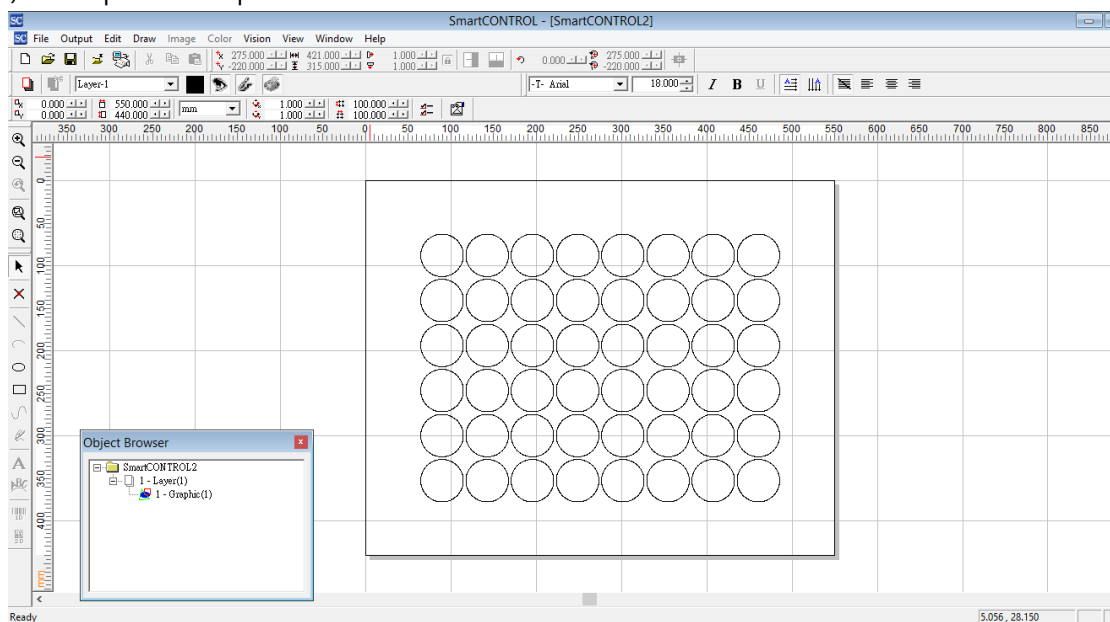 SmartCONTROL - [SmartCONTROL2]
File Output Edit Draw Image Color Vision View Window Help
275.000 421.000 1.000 0.000 275.000
-220.000 315.000 1.000 -220.000
Layer-1 -T- Arial 18.000 I B U
0.000 550.000 mm 1.000 100.000
0.000 440.000 1.000 100.000
350 300 250 200 150 100 50 0 50 100 150 200 250 300 350 400 450 500 550 600 650 700 750 800 850
0
50
100
150
200
250
300
350
400
mm
A
ABC
1D
2D
Object Browser
SmartCONTROL2
1 - Layer(1)
1 - Graphic(1)
Ready 5.056 , 28.150